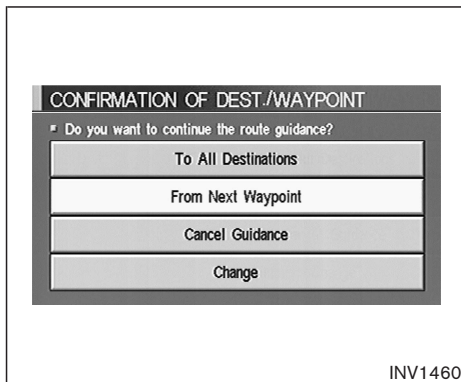 CONFIRMATION OF DEST./WAYPOINT
Do you want to continue the route guidance?
To All Destinations
From Next Waypoint
Cancel Guidance
Change
INV1460